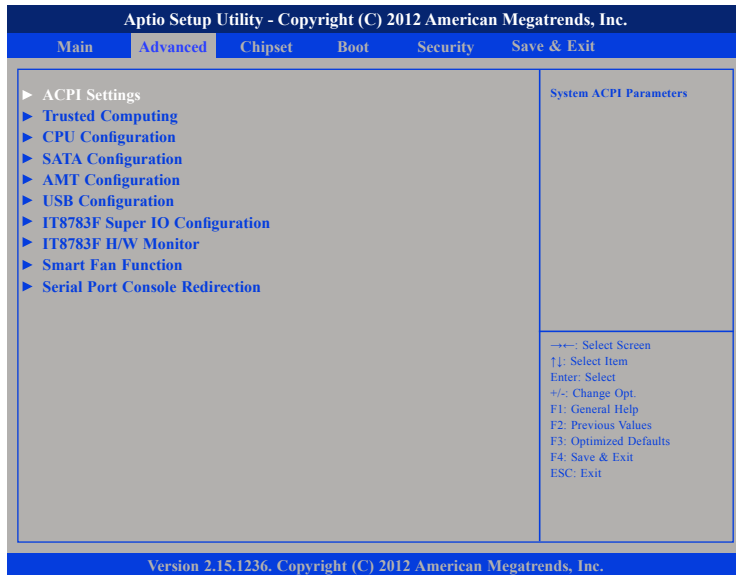 Aptio Setup Utility - Copyright (C) 2012 American Megatrends, Inc.
Main Advanced Chipset Boot Security Save & Exit
► ACPI Settings
► Trusted Computing
► CPU Configuration
► SATA Configuration
► AMT Configuration
► USB Configuration
► IT8783F Super IO Configuration
► IT8783F H/W Monitor
► Smart Fan Function
► Serial Port Console Redirection
System ACPI Parameters
→←: Select Screen
↑↓: Select Item
Enter: Select
+/-: Change Opt.
F1: General Help
F2: Previous Values
F3: Optimized Defaults
F4: Save & Exit
ESC: Exit
Version 2.15.1236. Copyright (C) 2012 American Megatrends, Inc.